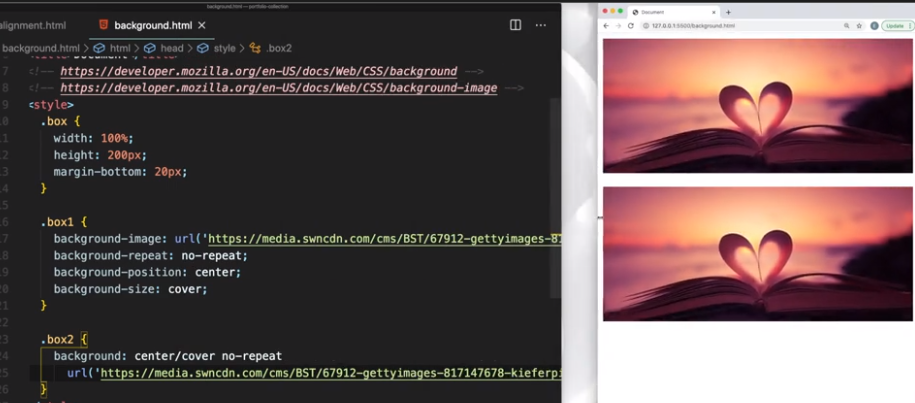 background.html — portfolio-collection
alignment.html
background.html
background.html > html > head > style > .box2
7 <!-- https://developer.mozilla.org/en-US/docs/Web/CSS/background -->
8 <!-- https://developer.mozilla.org/en-US/docs/Web/CSS/background-image -->
9 <style>
.box {
width: 100%;
height: 200px;
margin-bottom: 20px;
}
.box1 {
background-image: url('https://media.swncdn.com/cms/BST/67912-gettyimages-81
background-repeat: no-repeat;
background-position: center;
background-size: cover;
}
.box2 {
background: center/cover no-repeat
url('https://media.swncdn.com/cms/BST/67912-gettyimages-817147678-kieferpi
}
Document
127.0.0.1:5500/background.html
Update